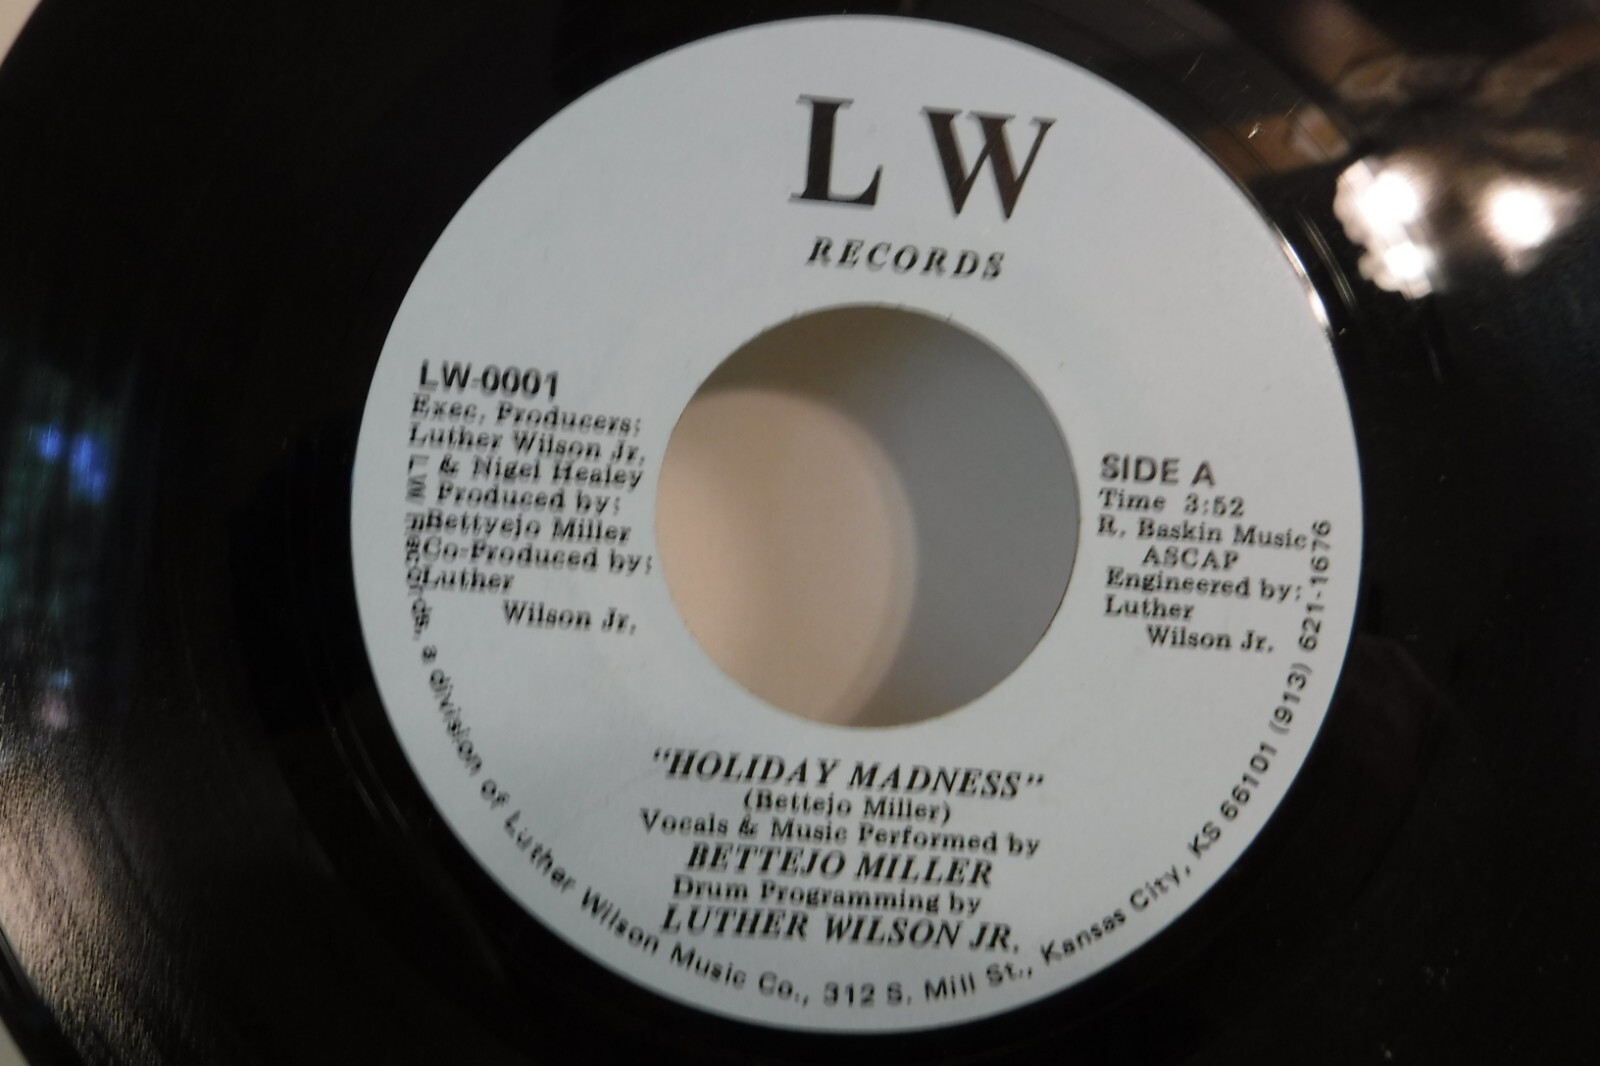 L W
RECORDS
LW-0001
Exec. Producers:
Luther Wilson Jr.
& Nigel Healey
Produced by:
Bettyejo Miller
Co-Produced by:
Luther
Wilson Jr.
SIDE A
Time 3:52
R. Baskin Music
ASCAP
Engineered by:
Luther
Wilson Jr.
"HOLIDAY MADNESS"
(Bettejo Miller)
Vocals & Music Performed by
BETTEJO MILLER
Drum Programming by
LUTHER WILSON JR.
LW Records, a division of Luther Wilson Music Co., 312 S. Mill St., Kansas City, KS 66101 (913) 621-1676